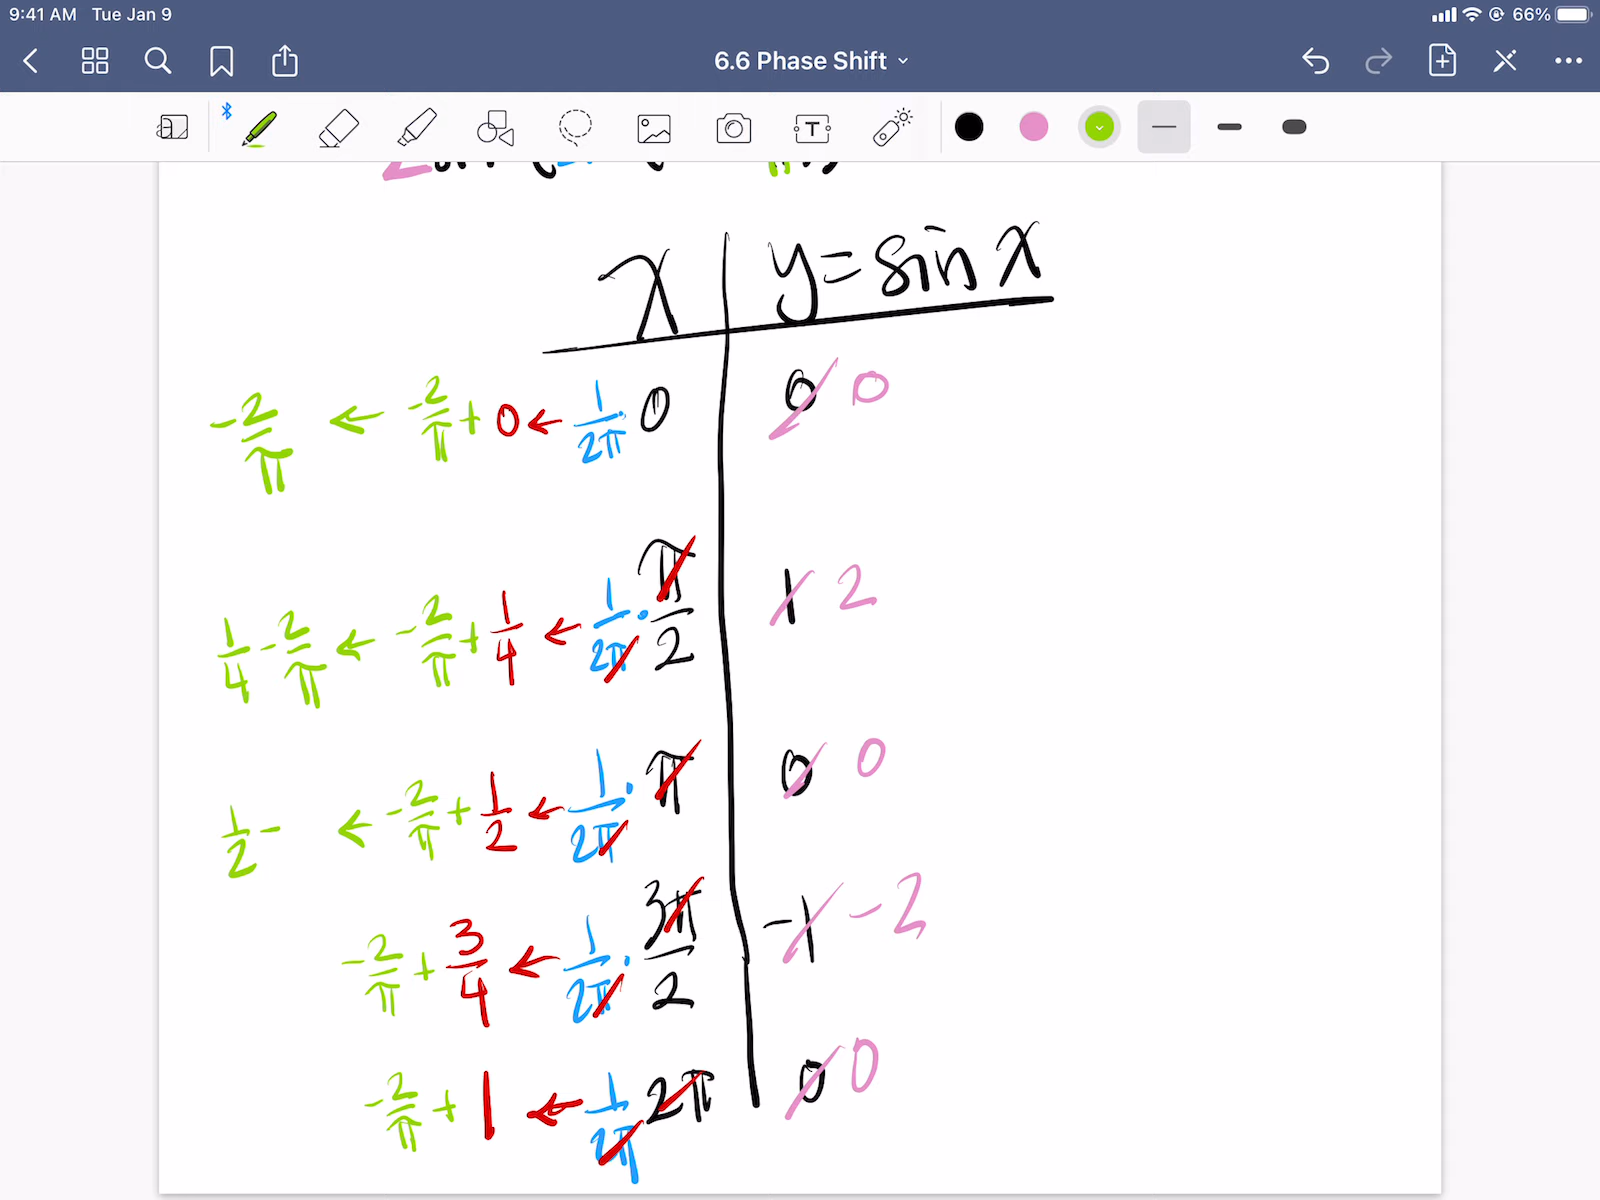 9:41 AM Tue Jan 9 66%
6.6 Phase Shift
T
x | y = sin x
-2/π ← -2/π + 0 ← 1/2π · 0 | 0 0
1/4 - 2/π ← -2/π + 1/4 ← 1/2π · π/2 | 1 2
1/2 - ← -2/π + 1/2 ← 1/2π · π | 0 0
-2/π + 3/4 ← 1/2π · 3π/2 | -1 -2
-2/π + 1 ← 1/2π 2π | 0 0